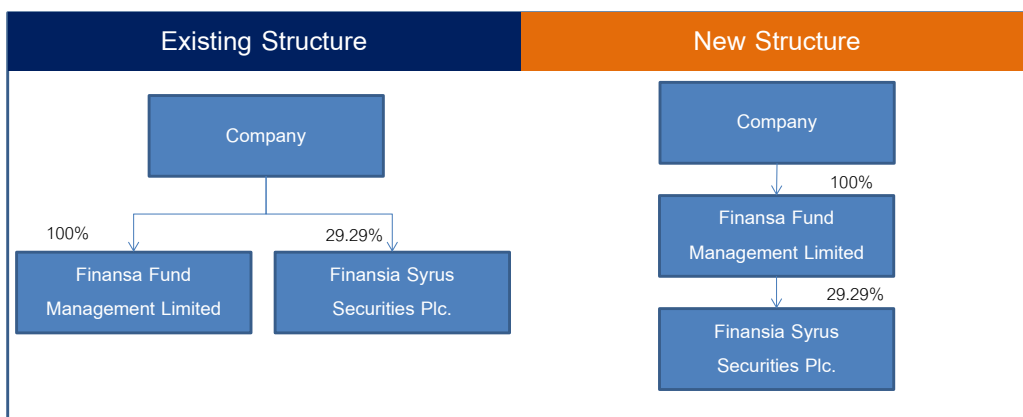 Existing Structure
New Structure
Company
100%
29.29%
Finansa Fund
Management Limited
Finansia Syrus
Securities Plc.
Company
100%
Finansa Fund
Management Limited
29.29%
Finansia Syrus
Securities Plc.